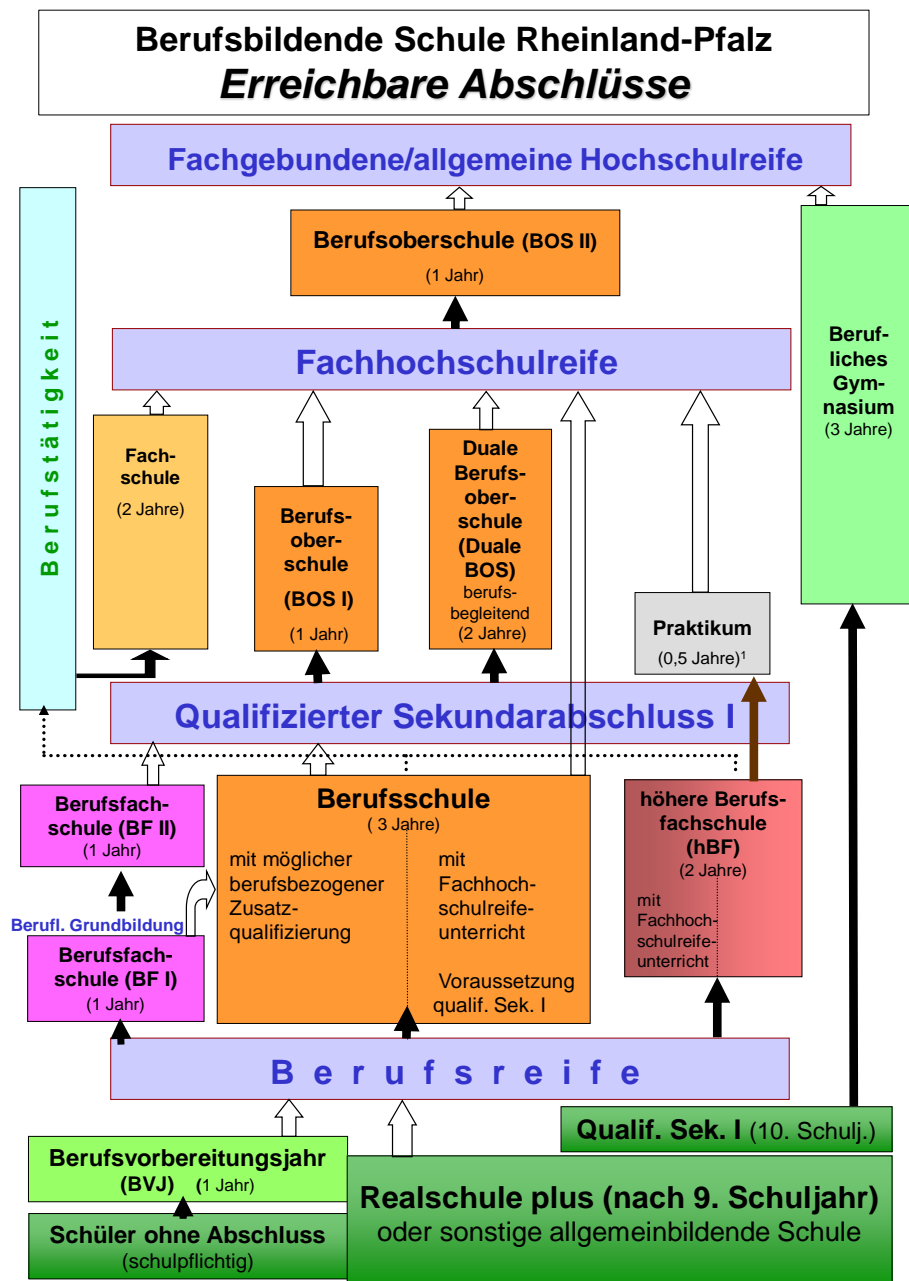 Berufsbildende Schule Rheinland-Pfalz
Erreichbare Abschlüsse
Fachgebundene/allgemeine Hochschulreife
Berufsoberschule (BOS II)
(1 Jahr)
Berufstätigkeit
Beruf-
liches
Gym-
nasium
(3 Jahre)
Fachhochschulreife
Fach-
schule
(2 Jahre)
Berufs-
ober-
schule
(BOS I)
(1 Jahr)
Duale
Berufs-
ober-
schule
(Duale
BOS)
berufs-
begleitend
(2 Jahre)
Praktikum
(0,5 Jahre)¹
Qualifizierter Sekundarabschluss I
Berufsfach-
schule (BF II)
(1 Jahr)
Berufl. Grundbildung
Berufsfach-
schule (BF I)
(1 Jahr)
Berufsschule
( 3 Jahre)
mit möglicher
berufsbezogener
Zusatz-
qualifizierung
mit
Fachhoch-
schulreife-
unterricht
Voraussetzung
qualif. Sek. I
höhere Berufs-
fachschule
(hBF)
(2 Jahre)
mit
Fachhoch-
schulreife-
unterricht
Berufsreife
Qualif. Sek. I (10. Schulj.)
Berufsvorbereitungsjahr
(BVJ) (1 Jahr)
Schüler ohne Abschluss
(schulpflichtig)
Realschule plus (nach 9. Schuljahr)
oder sonstige allgemeinbildende Schule